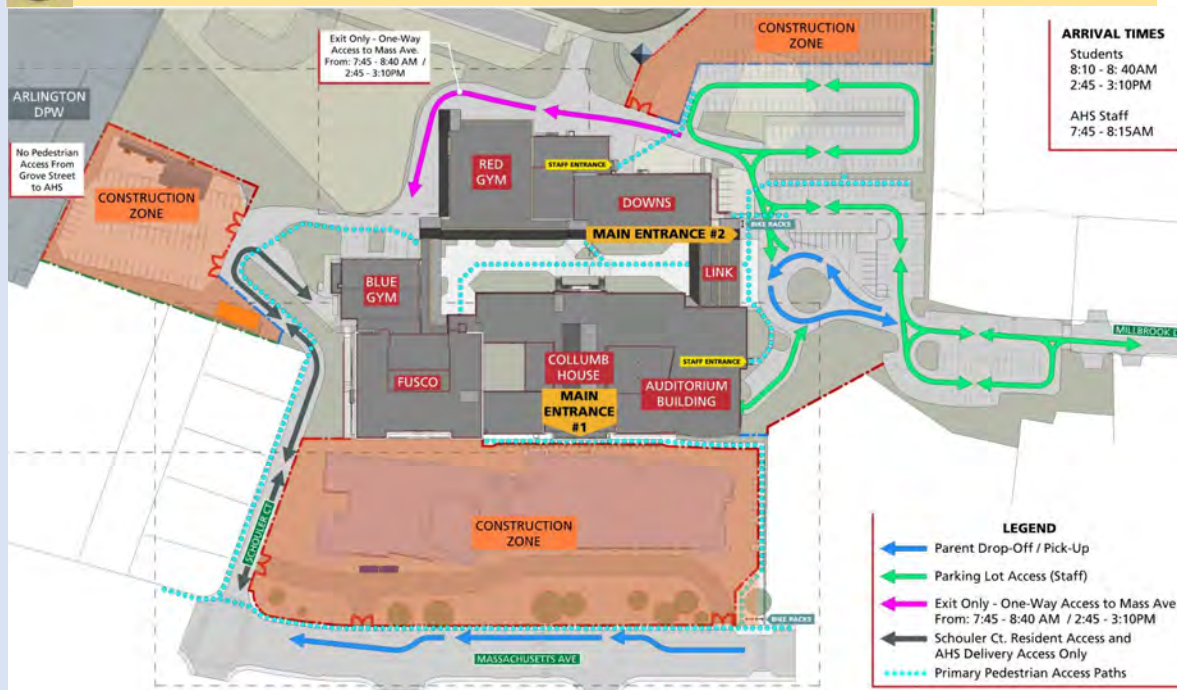 Exit Only - One-Way
Access to Mass Ave.
From: 7:45 - 8:40 AM /
2:45 - 3:10PM
CONSTRUCTION
ZONE
ARRIVAL TIMES
Students
8:10 - 8: 40AM
2:45 - 3:10PM
AHS Staff
7:45 - 8:15AM
ARLINGTON
DPW
No Pedestrian
Access From
Grove Street
to AHS
CONSTRUCTION
ZONE
RED
GYM
STAFF ENTRANCE
DOWNS
BIKE RACKS
MAIN ENTRANCE #2
LINK
BLUE
GYM
MILLBROOK
FUSCO
COLLUMB
HOUSE
STAFF ENTRANCE
AUDITORIUM
BUILDING
MAIN
ENTRANCE
#1
SCHOULER CT
CONSTRUCTION
ZONE
BIKE RACKS
MASSACHUSETTS AVE
LEGEND
Parent Drop-Off / Pick-Up
Parking Lot Access (Staff)
Exit Only - One-Way Access to Mass Ave
From: 7:45 - 8:40 AM / 2:45 - 3:10PM
Schouler Ct. Resident Access and
AHS Delivery Access Only
Primary Pedestrian Access Paths